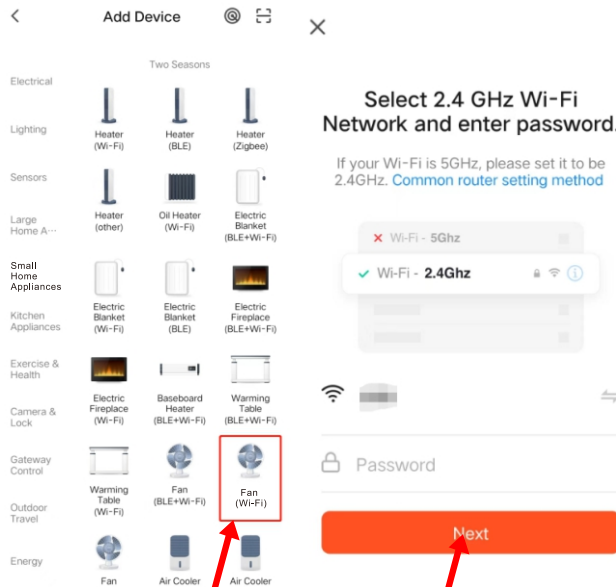 Add Device
Two Seasons
Electrical
Lighting
Sensors
Large
Home A···
Small
Home
Appliances
Kitchen
Appliances
Exercise &
Health
Camera &
Lock
Gateway
Control
Outdoor
Travel
Energy
Heater
(Wi-Fi)
Heater
(BLE)
Heater
(Zigbee)
Heater
(other)
Oil Heater
(Wi-Fi)
Electric
Blanket
(BLE+Wi-Fi)
Electric
Blanket
(Wi-Fi)
Electric
Blanket
(BLE)
Electric
Fireplace
(BLE+Wi-Fi)
Electric
Fireplace
(Wi-Fi)
Baseboard
Heater
(BLE+Wi-Fi)
Warming
Table
(BLE+Wi-Fi)
Warming
Table
(Wi-Fi)
Fan
(BLE+Wi-Fi)
Fan
(Wi-Fi)
Fan
Air Cooler
Air Cooler
Select 2.4 GHz Wi-Fi
Network and enter password.
If your Wi-Fi is 5GHz, please set it to be
2.4GHz. Common router setting method
Wi-Fi - 5Ghz
Wi-Fi - 2.4Ghz
Password
Next